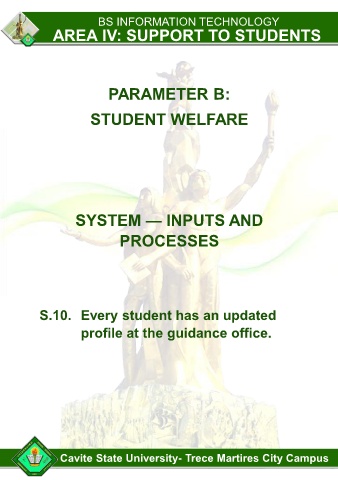 BS INFORMATION TECHNOLOGY
AREA IV: SUPPORT TO STUDENTS
PARAMETER B:
STUDENT WELFARE
SYSTEM — INPUTS AND
PROCESSES
S.10. Every student has an updated
profile at the guidance office.
Cavite State University- Trece Martires City Campus